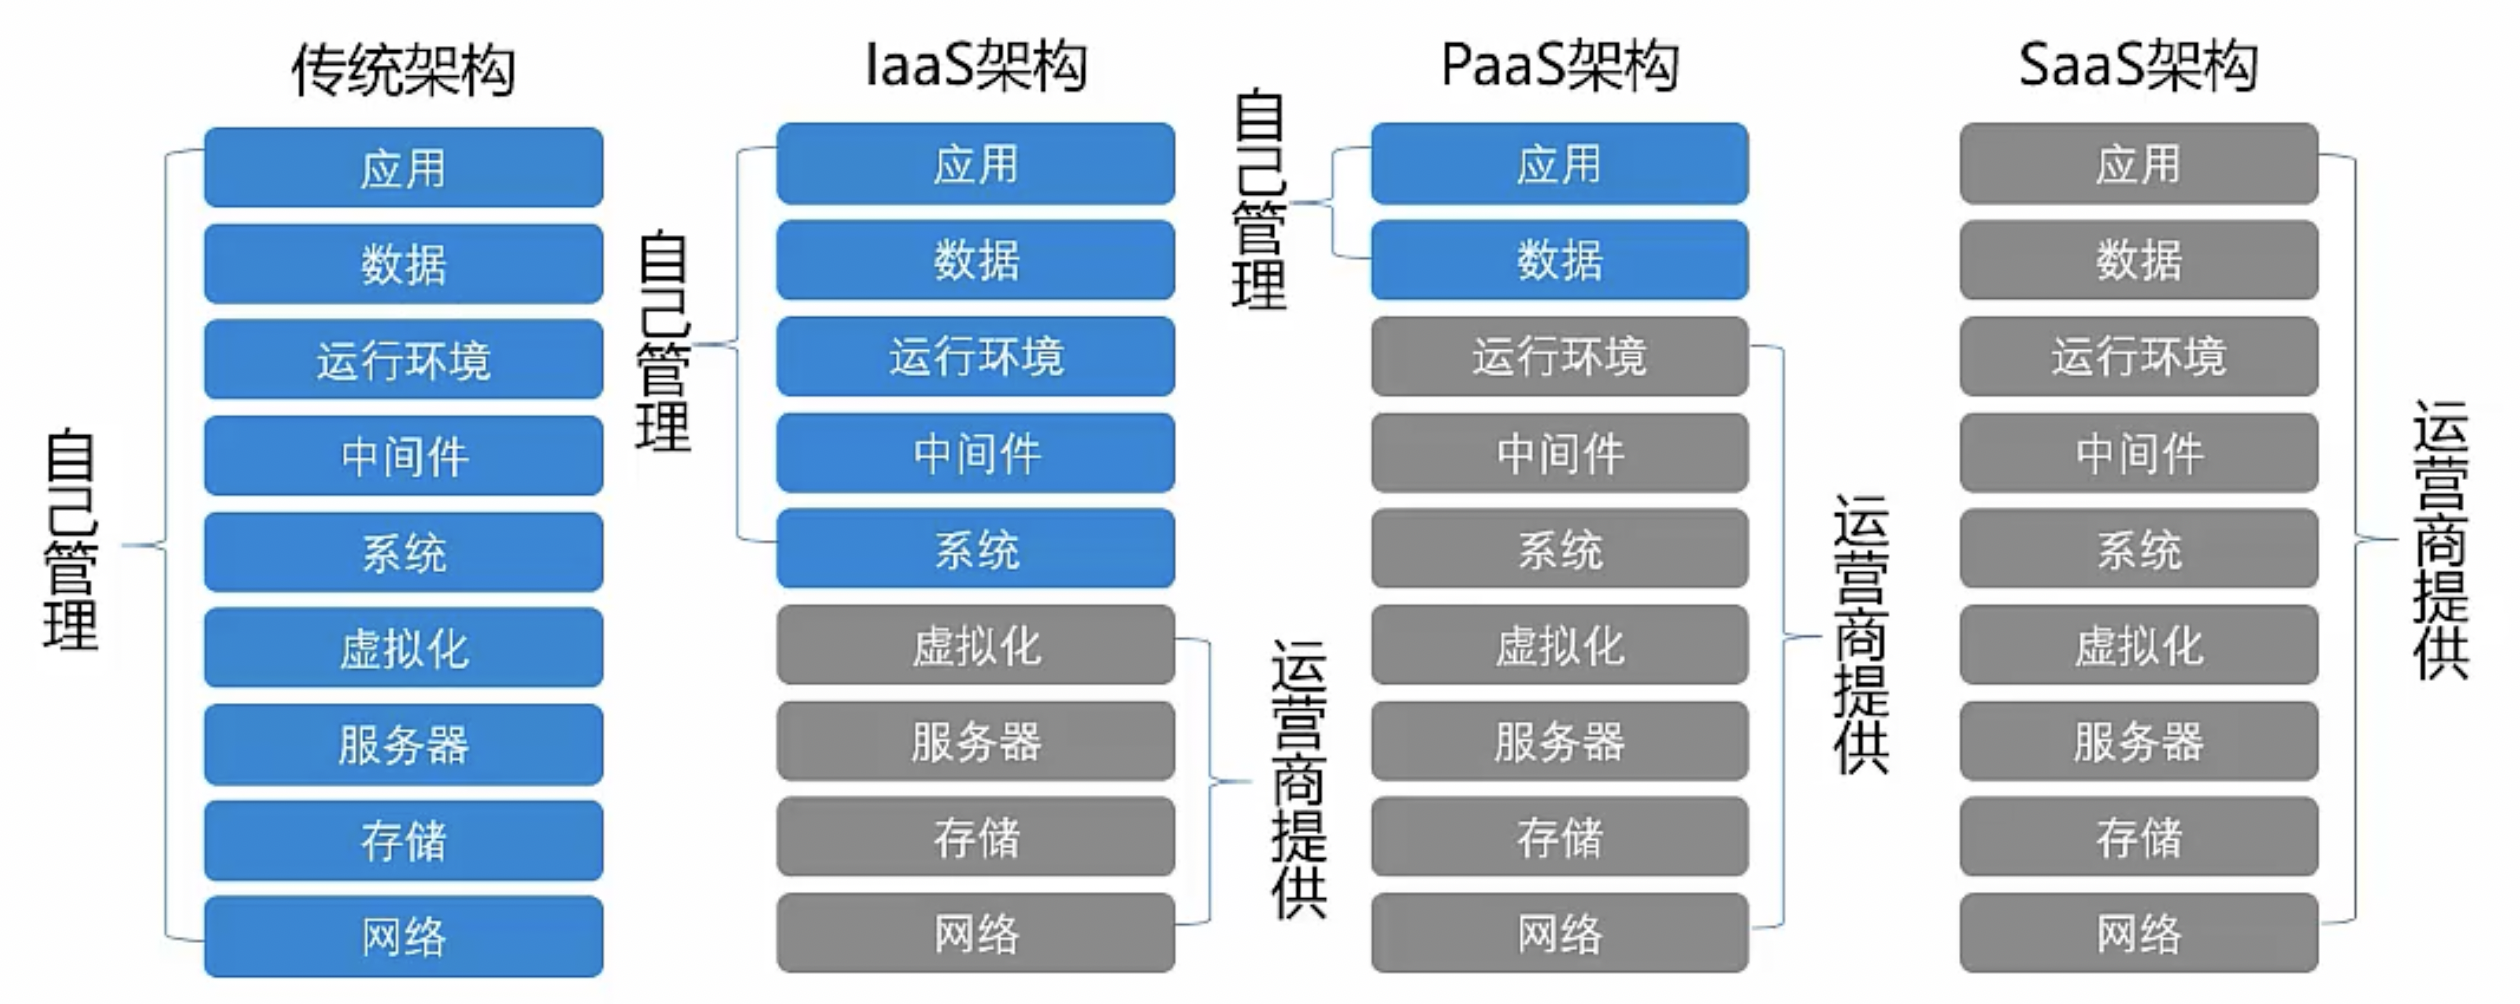 传统架构
自己管理
应用
数据
运行环境
中间件
系统
虚拟化
服务器
存储
网络
IaaS架构
自己管理
应用
数据
运行环境
中间件
系统
虚拟化
服务器
存储
网络
运营商提供
PaaS架构
自己管理
应用
数据
运行环境
中间件
系统
虚拟化
服务器
存储
网络
运营商提供
SaaS架构
应用
数据
运行环境
中间件
系统
虚拟化
服务器
存储
网络
运营商提供